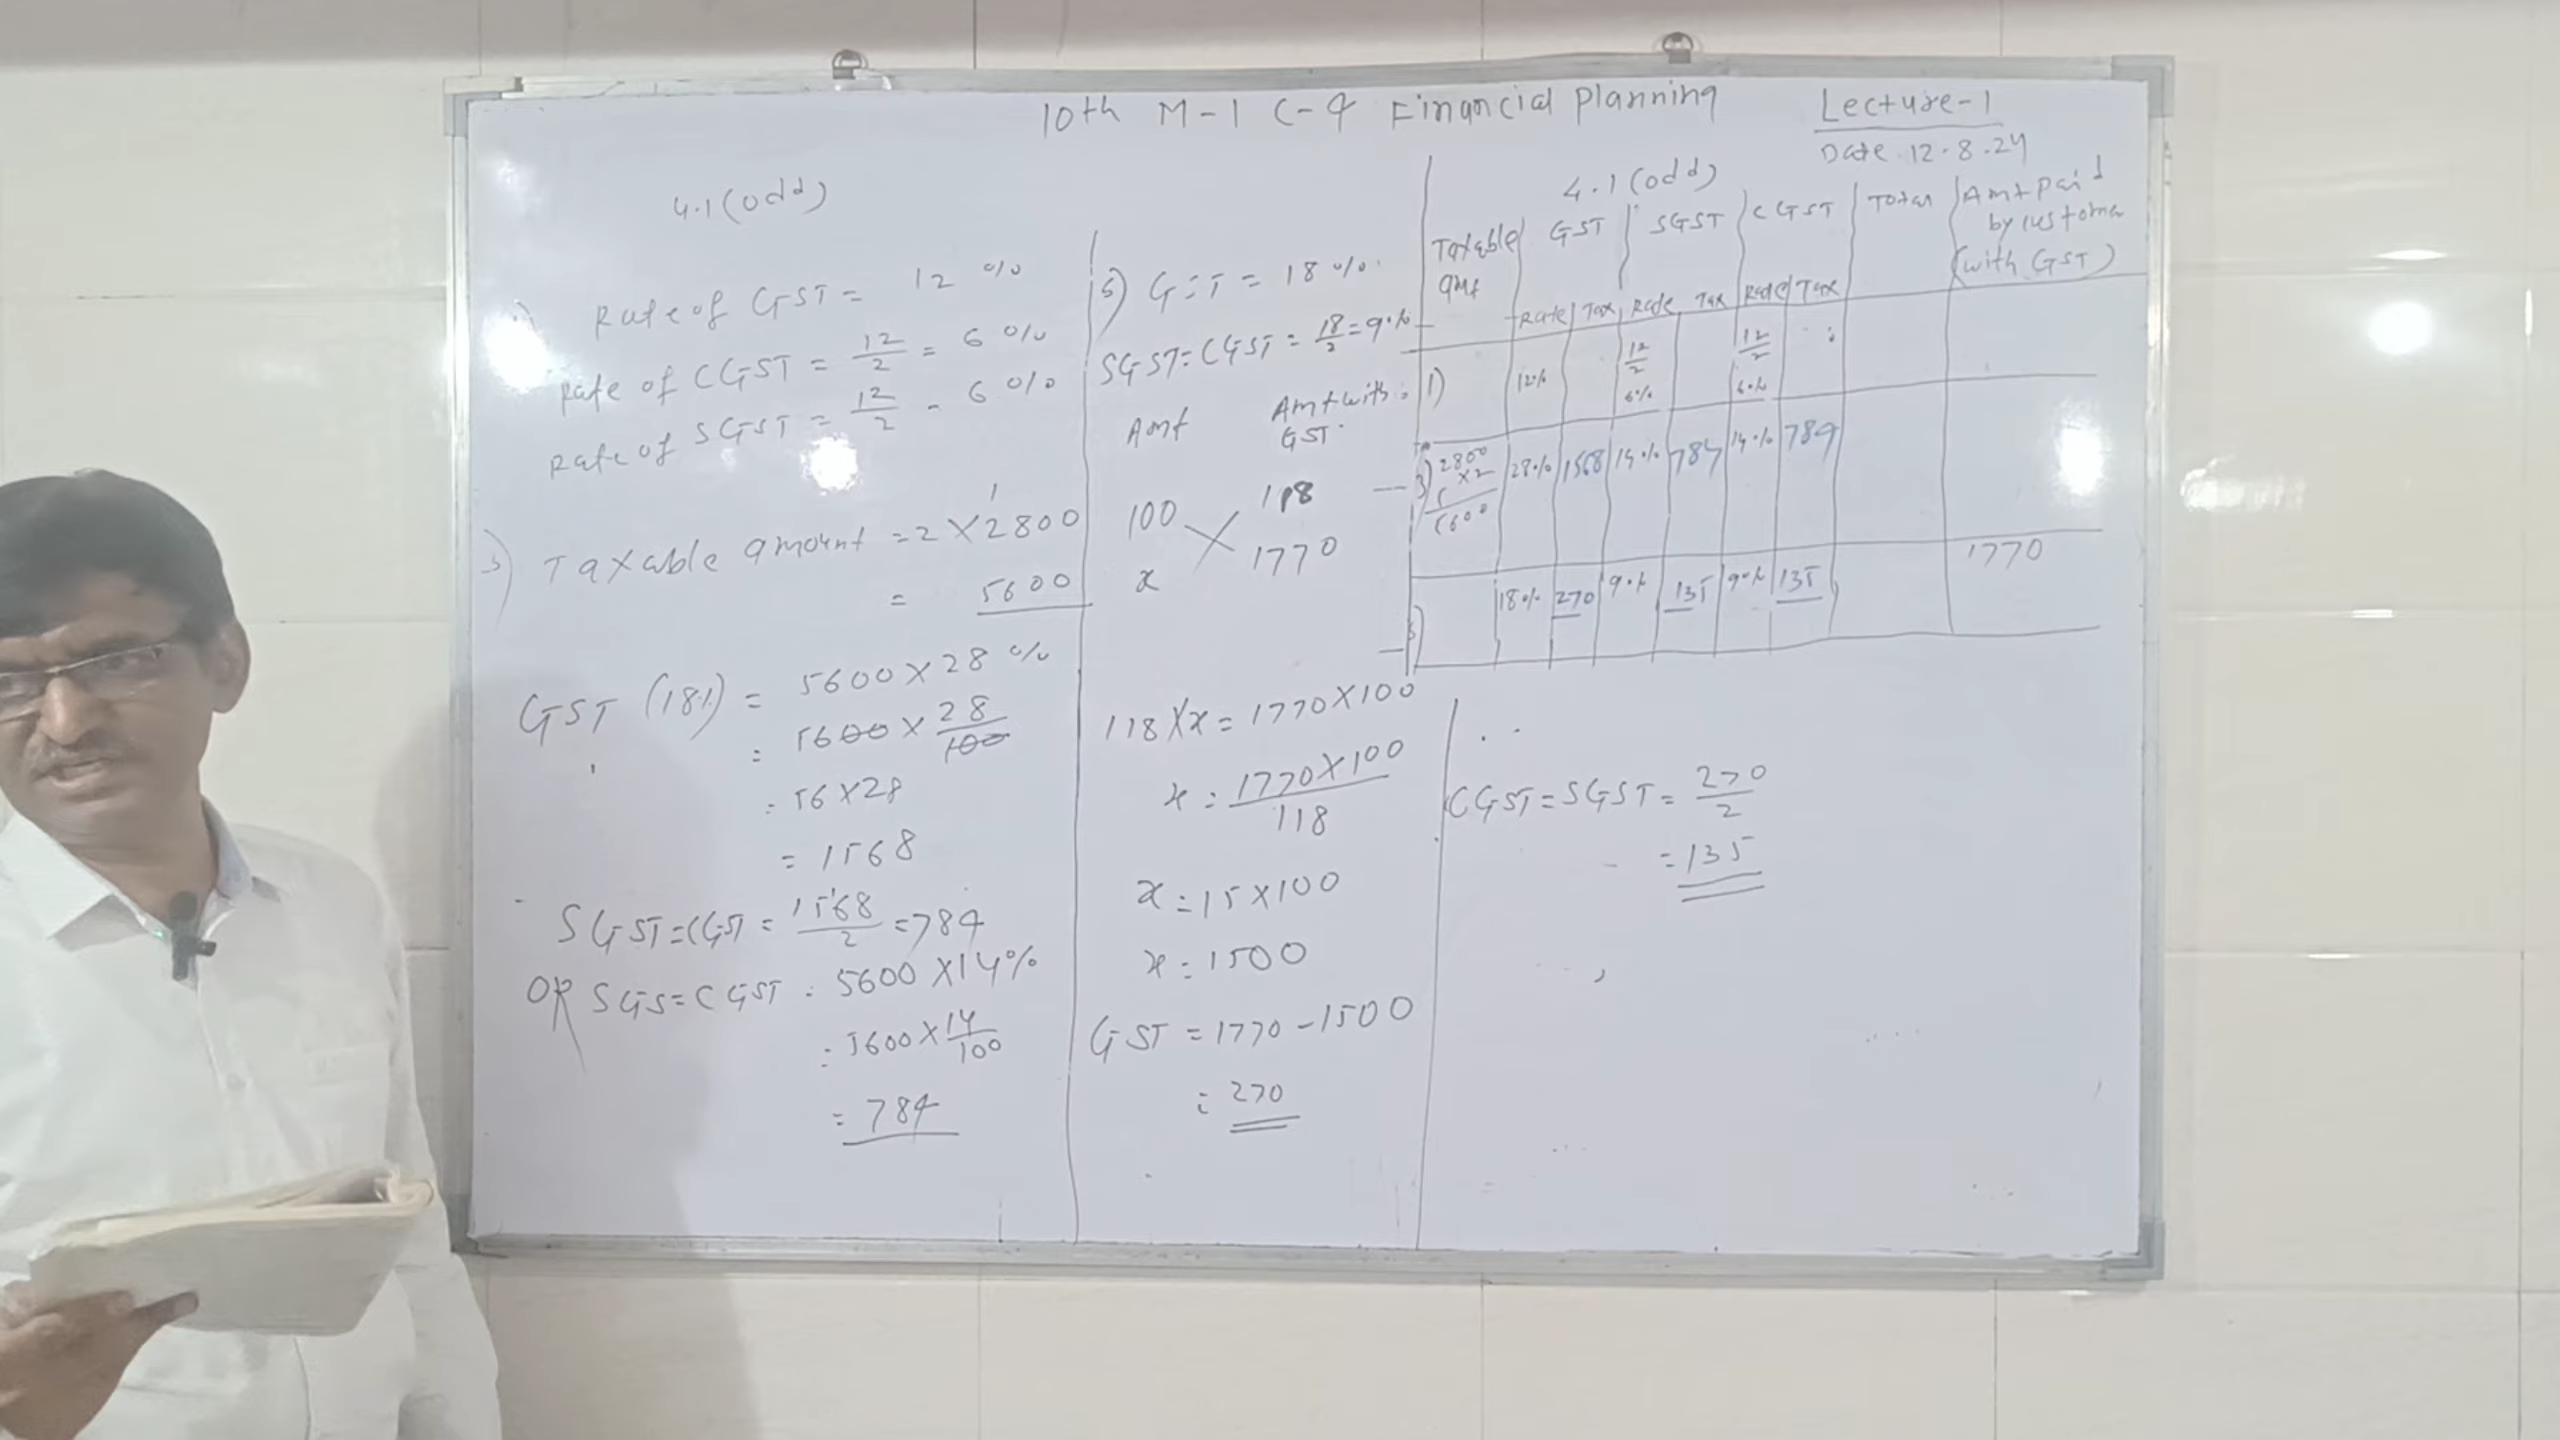 10th M-1 C-4 Financial Planning
Lecture-1
Date. 12.8.24
4.1(odd)
1) Rate of GST = 12 %
Rate of CGST = 12/2 = 6 %
Rate of SGST = 12/2 = 6 %
3) Taxable amount = 2 X 2800
= 5600
GST (18%) = 5600 X 28 %
= 5600 X 28/100
= 56 X 28
= 1568
SGST = CGST = 1568/2 = 784
OR SGS = CGST = 5600 X 14%
= 5600 X 14/100
= 784
5) GST = 18 %
SGST = CGST = 18/2 = 9%
Amt Amt with GST
100 118
x 1770
118 X x = 1770 X 100
x = 1770 X 100/118
x = 15 X 100
x = 1500
GST = 1770 - 1500
= 270
4.1(odd)
Taxable amt GST SGST CGST Total Amt paid by customer (with GST)
Rate Tax Rate Tax Rate Tax
1) 12% 12/2 6% 12/2 6%
3) 2800 X 2 5600 28% 1568 14% 784 14% 784
5) 18% 270 9% 135 9% 135 1770
CGST = SGST = 270/2
= 135